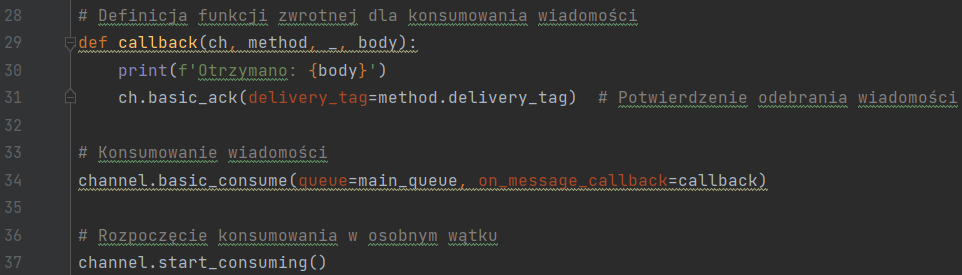 28 # Definicja funkcji zwrotnej dla konsumowania wiadomości
29 def callback(ch, method, _, body):
30     print(f'Otrzymano: {body}')
31     ch.basic_ack(delivery_tag=method.delivery_tag)  # Potwierdzenie odebrania wiadomości
32
33 # Konsumowanie wiadomości
34 channel.basic_consume(queue=main_queue, on_message_callback=callback)
35
36 # Rozpoczęcie konsumowania w osobnym wątku
37 channel.start_consuming()